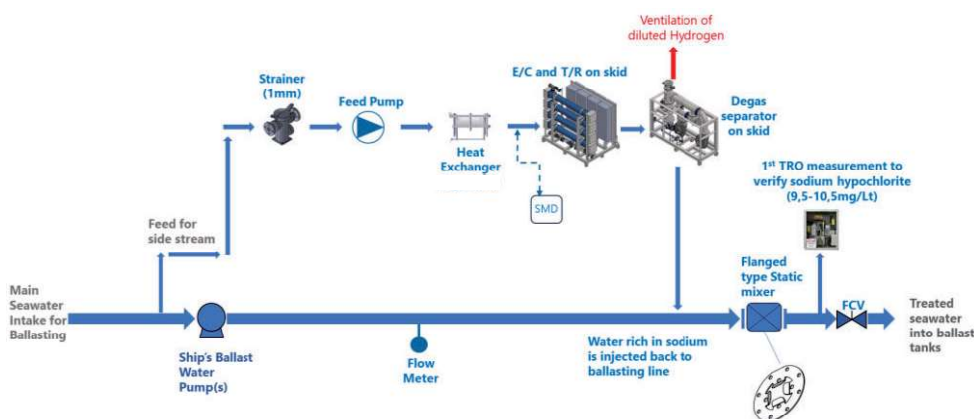 Ventilation of
diluted Hydrogen
Strainer
(1mm)
Feed Pump
E/C and T/R on skid
Degas
separator
on skid
Heat
Exchanger
SMD
1st TRO measurement to
verify sodium hypochlorite
(9,5-10,5mg/Lt)
Feed for
side stream
Flanged
type Static
mixer
Main
Seawater
Intake for
Ballasting
FCV
Treated
seawater
into ballast
tanks
Ship's Ballast
Water
Pump(s)
Flow
Meter
Water rich in sodium
is injected back to
ballasting line